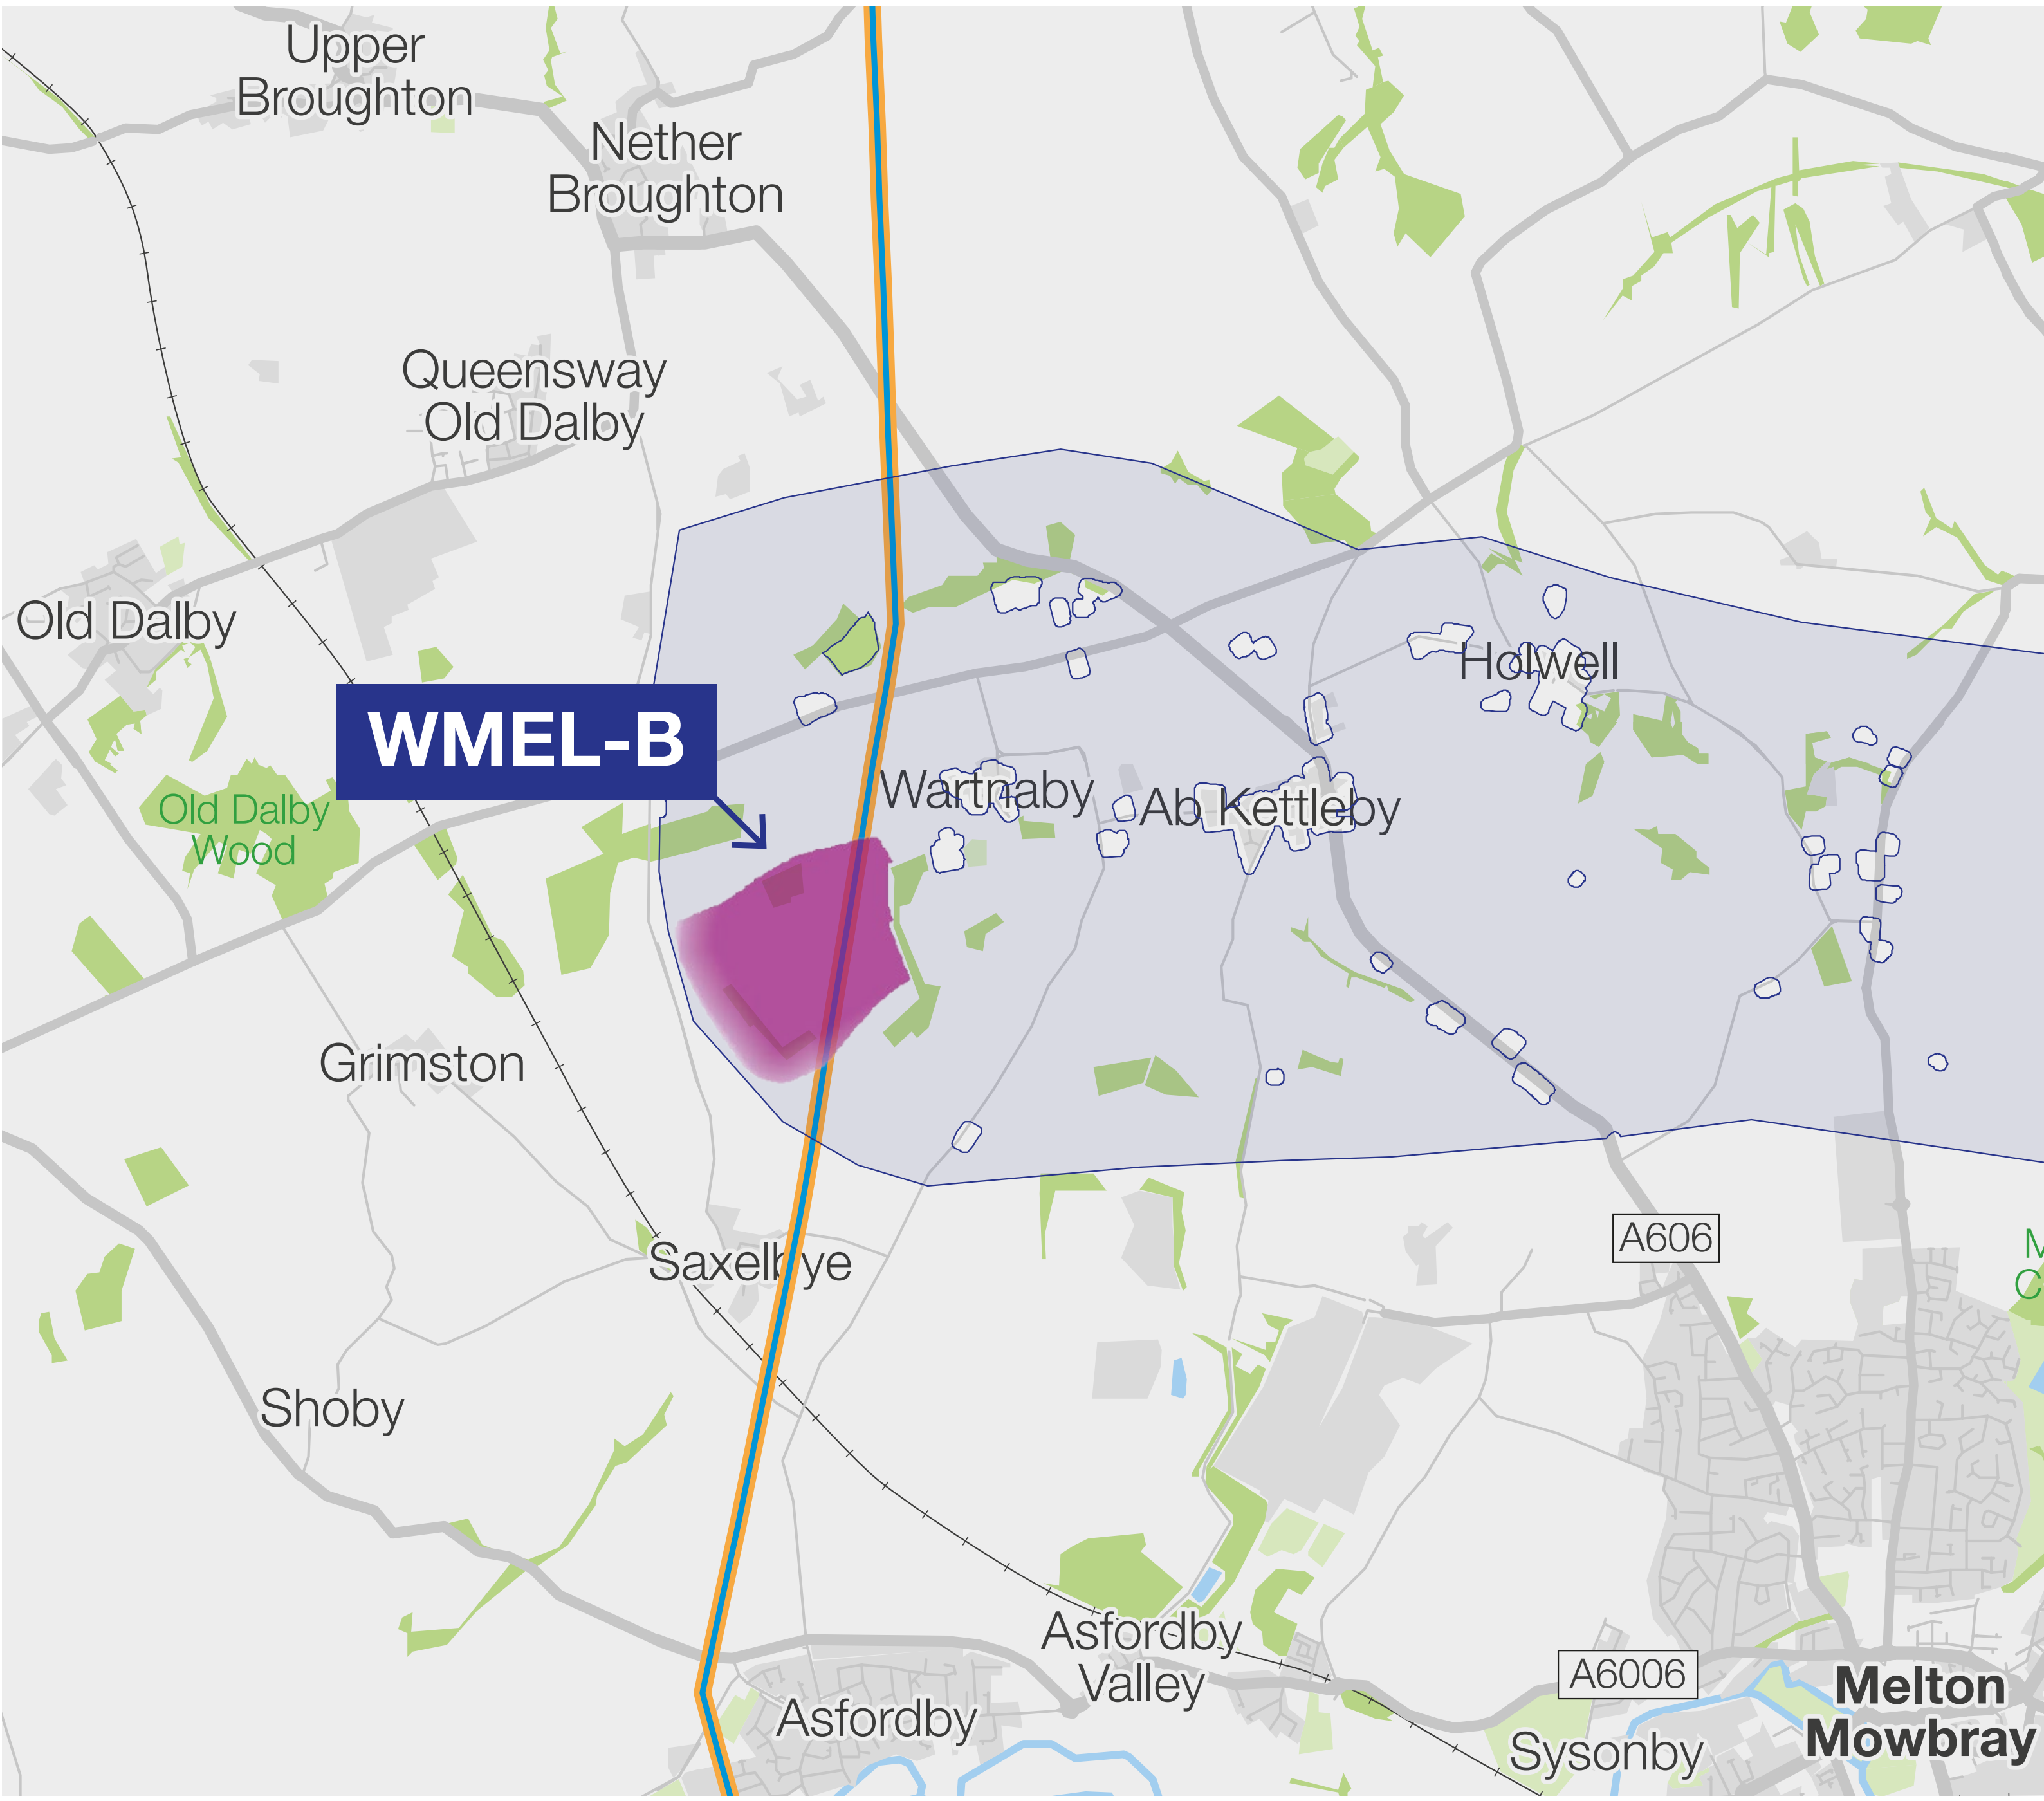 Upper
Broughton
Nether
Broughton
Queensway
Old Dalby
Old Dalby
Holwell
WMEL-B
Wartnaby
Ab Kettleby
Old Dalby
Wood
Grimston
A606
M
C
Saxelbye
Shoby
Asfordby
Valley
A6006
Melton
Mowbray
Asfordby
Sysonby